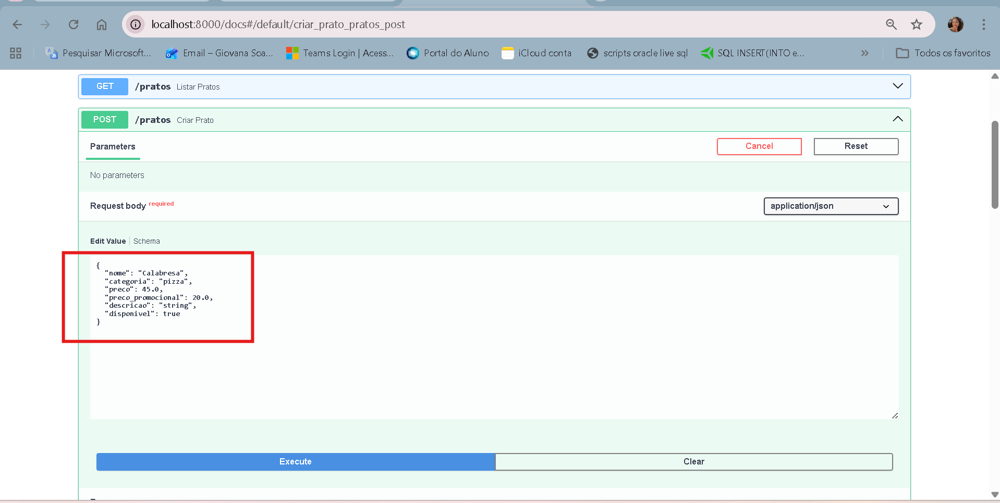 localhost:8000/docs#/default/criar_prato_pratos_post
Pesquisar Microsoft... Email – Giovana Soa... Teams Login | Acess... Portal do Aluno iCloud conta scripts oracle live sql SQL INSERT(INTO e... » Todos os favoritos
GET /pratos Listar Pratos
POST /pratos Criar Prato
Parameters Cancel Reset
No parameters
Request body required application/json
Edit Value Schema
{
"nome": "Calabresa",
"categoria": "pizza",
"preco": 45.0,
"preco_promocional": 20.0,
"descricao": "string",
"disponivel": true
}
Execute Clear